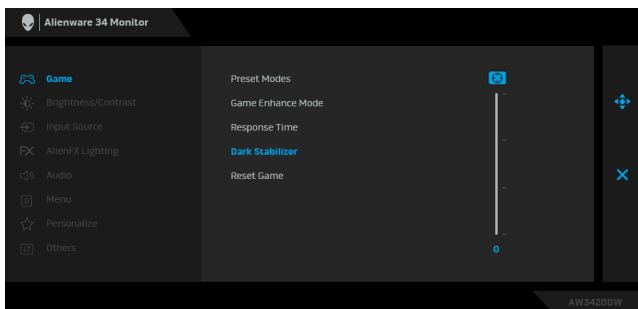 Alienware 34 Monitor
Game
Preset Modes
Brightness/Contrast
Game Enhance Mode
Input Source
Response Time
AlienFX Lighting
Dark Stabilizer
Audio
Reset Game
Menu
Personalize
Others
0
AW3420DW